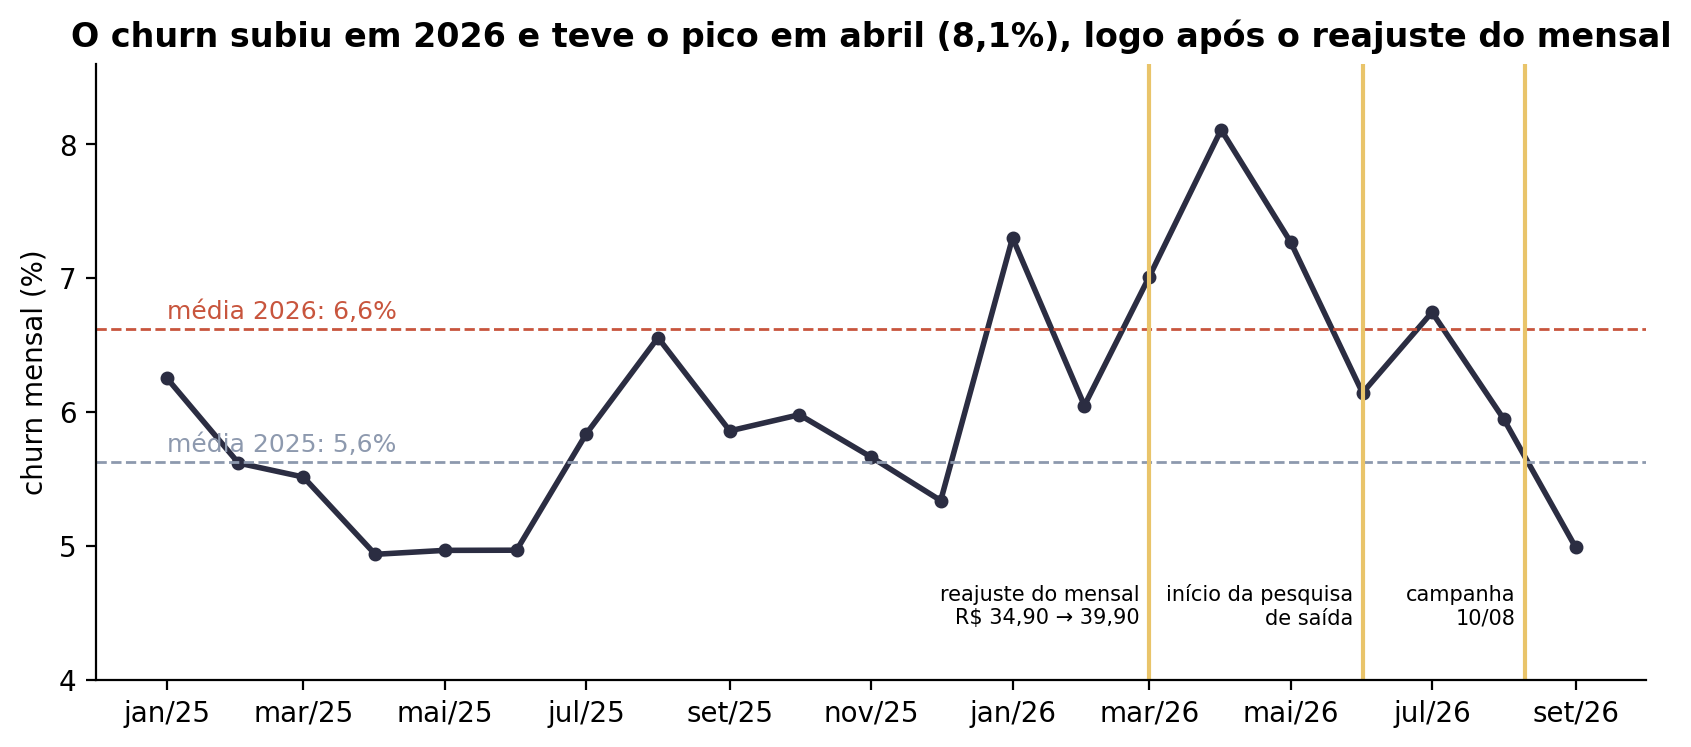 O churn subiu em 2026 e teve o pico em abril (8,1%), logo após o reajuste do mensal
churn mensal (%)
8
7
6
5
4
média 2026: 6,6%
média 2025: 5,6%
reajuste do mensal
R$ 34,90 → 39,90
início da pesquisa
de saída
campanha
10/08
jan/25
mar/25
mai/25
jul/25
set/25
nov/25
jan/26
mar/26
mai/26
jul/26
set/26